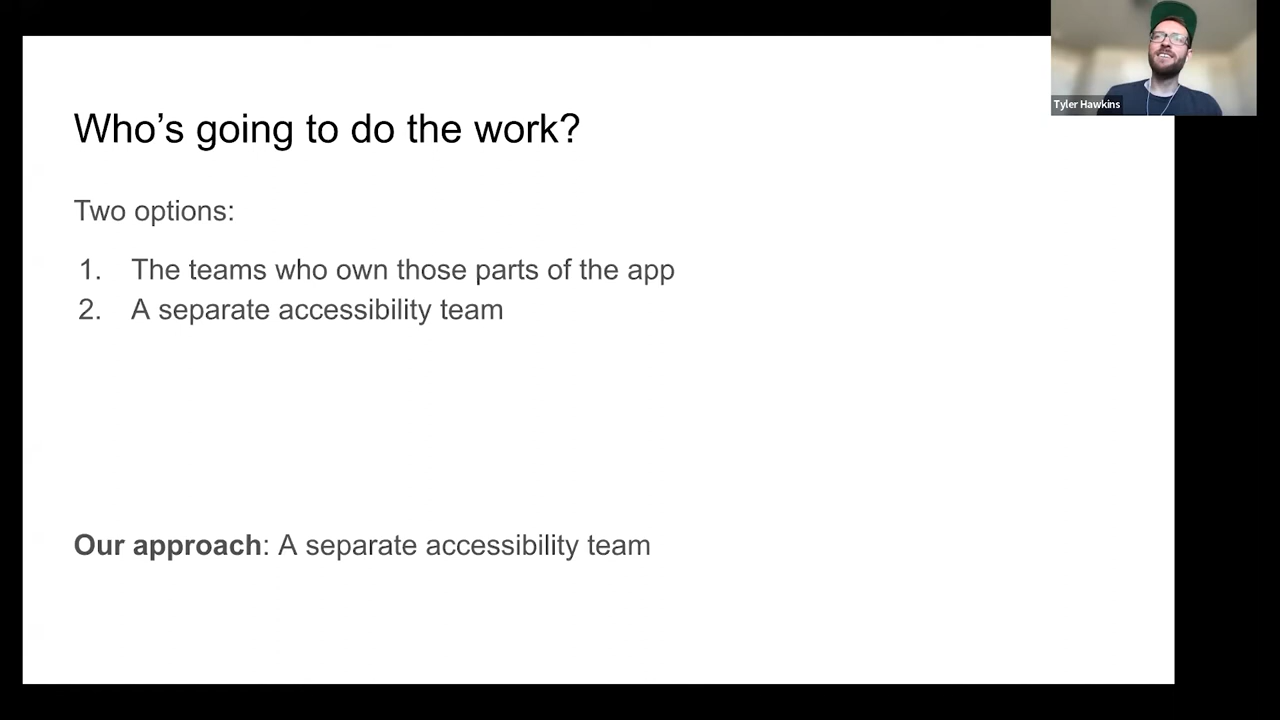 Tyler Hawkins
Who’s going to do the work?
Two options:
1. The teams who own those parts of the app
2. A separate accessibility team
Our approach: A separate accessibility team